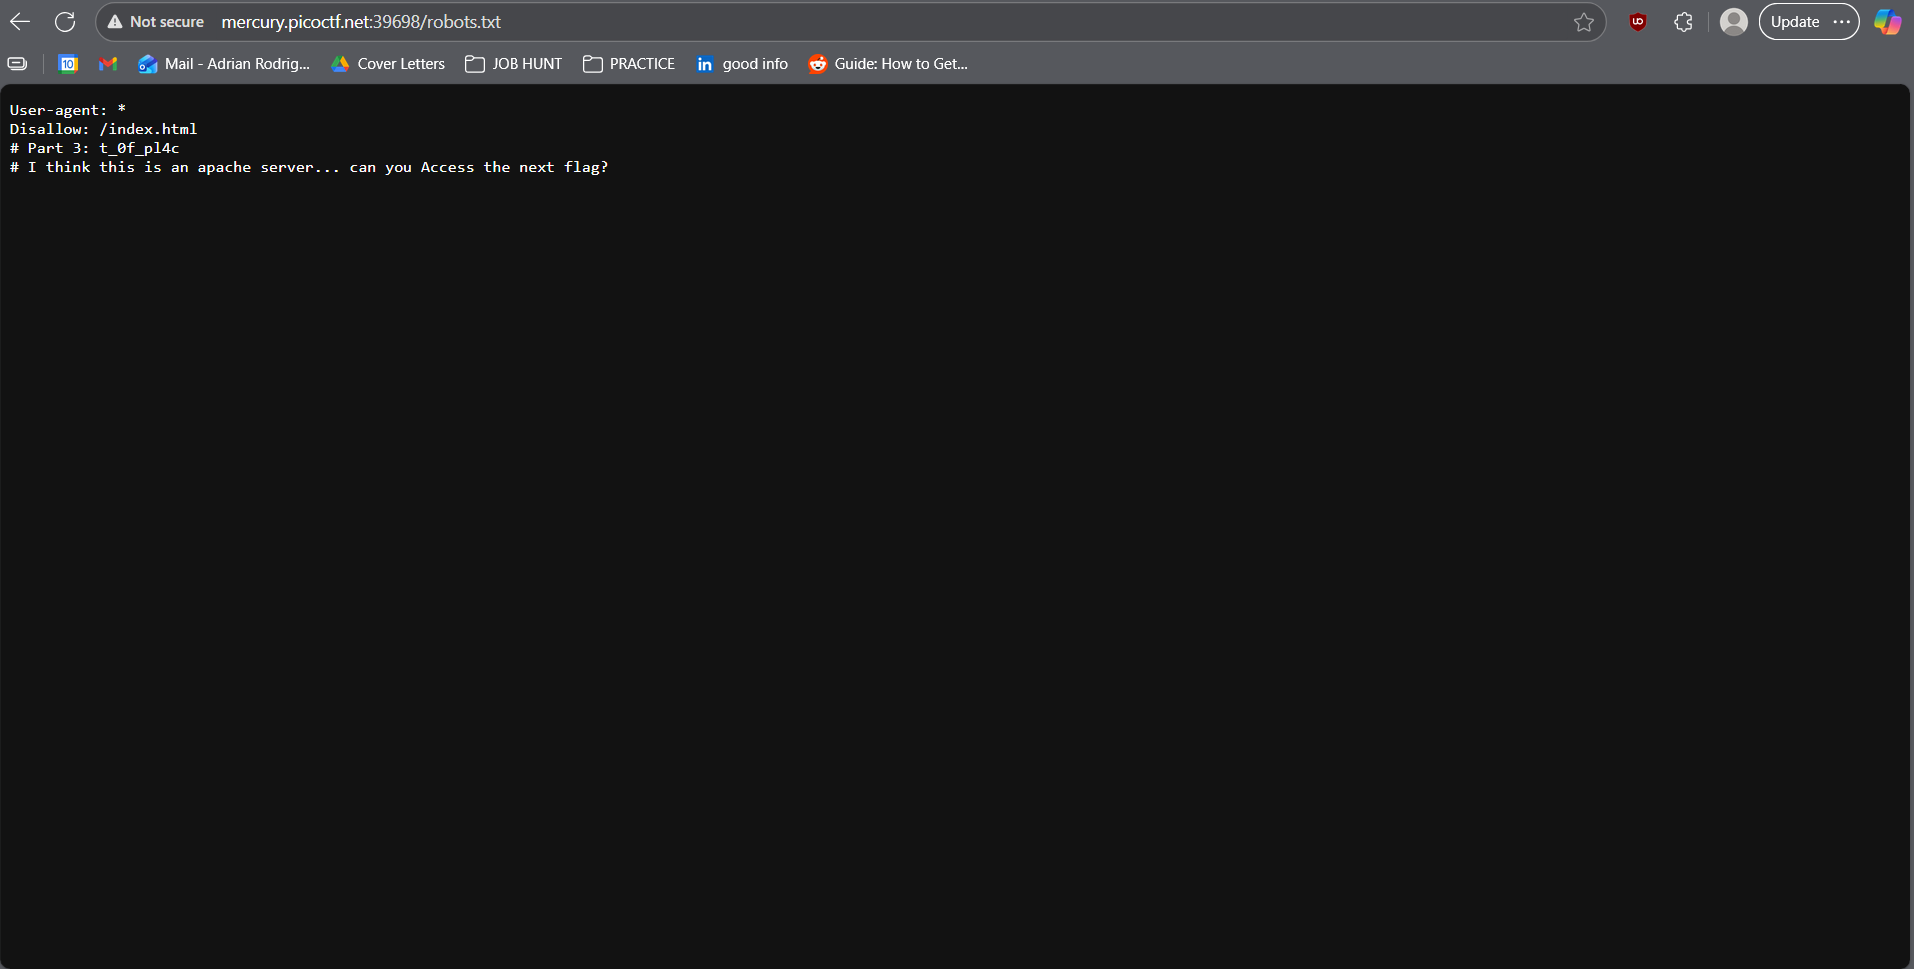 Not secure mercury.picoctf.net:39698/robots.txt Update
10 Mail - Adrian Rodrig... Cover Letters JOB HUNT PRACTICE in good info Guide: How to Get...
User-agent: *
Disallow: /index.html
# Part 3: t_0f_pl4c
# I think this is an apache server... can you Access the next flag?